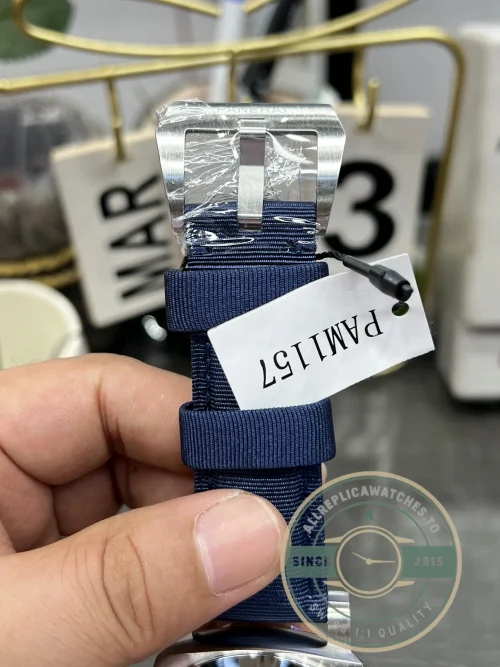 MAR
3
PAM1157
ALLREPLICAWATCHES.TO
SINCE 2015
1:1 QUALITY